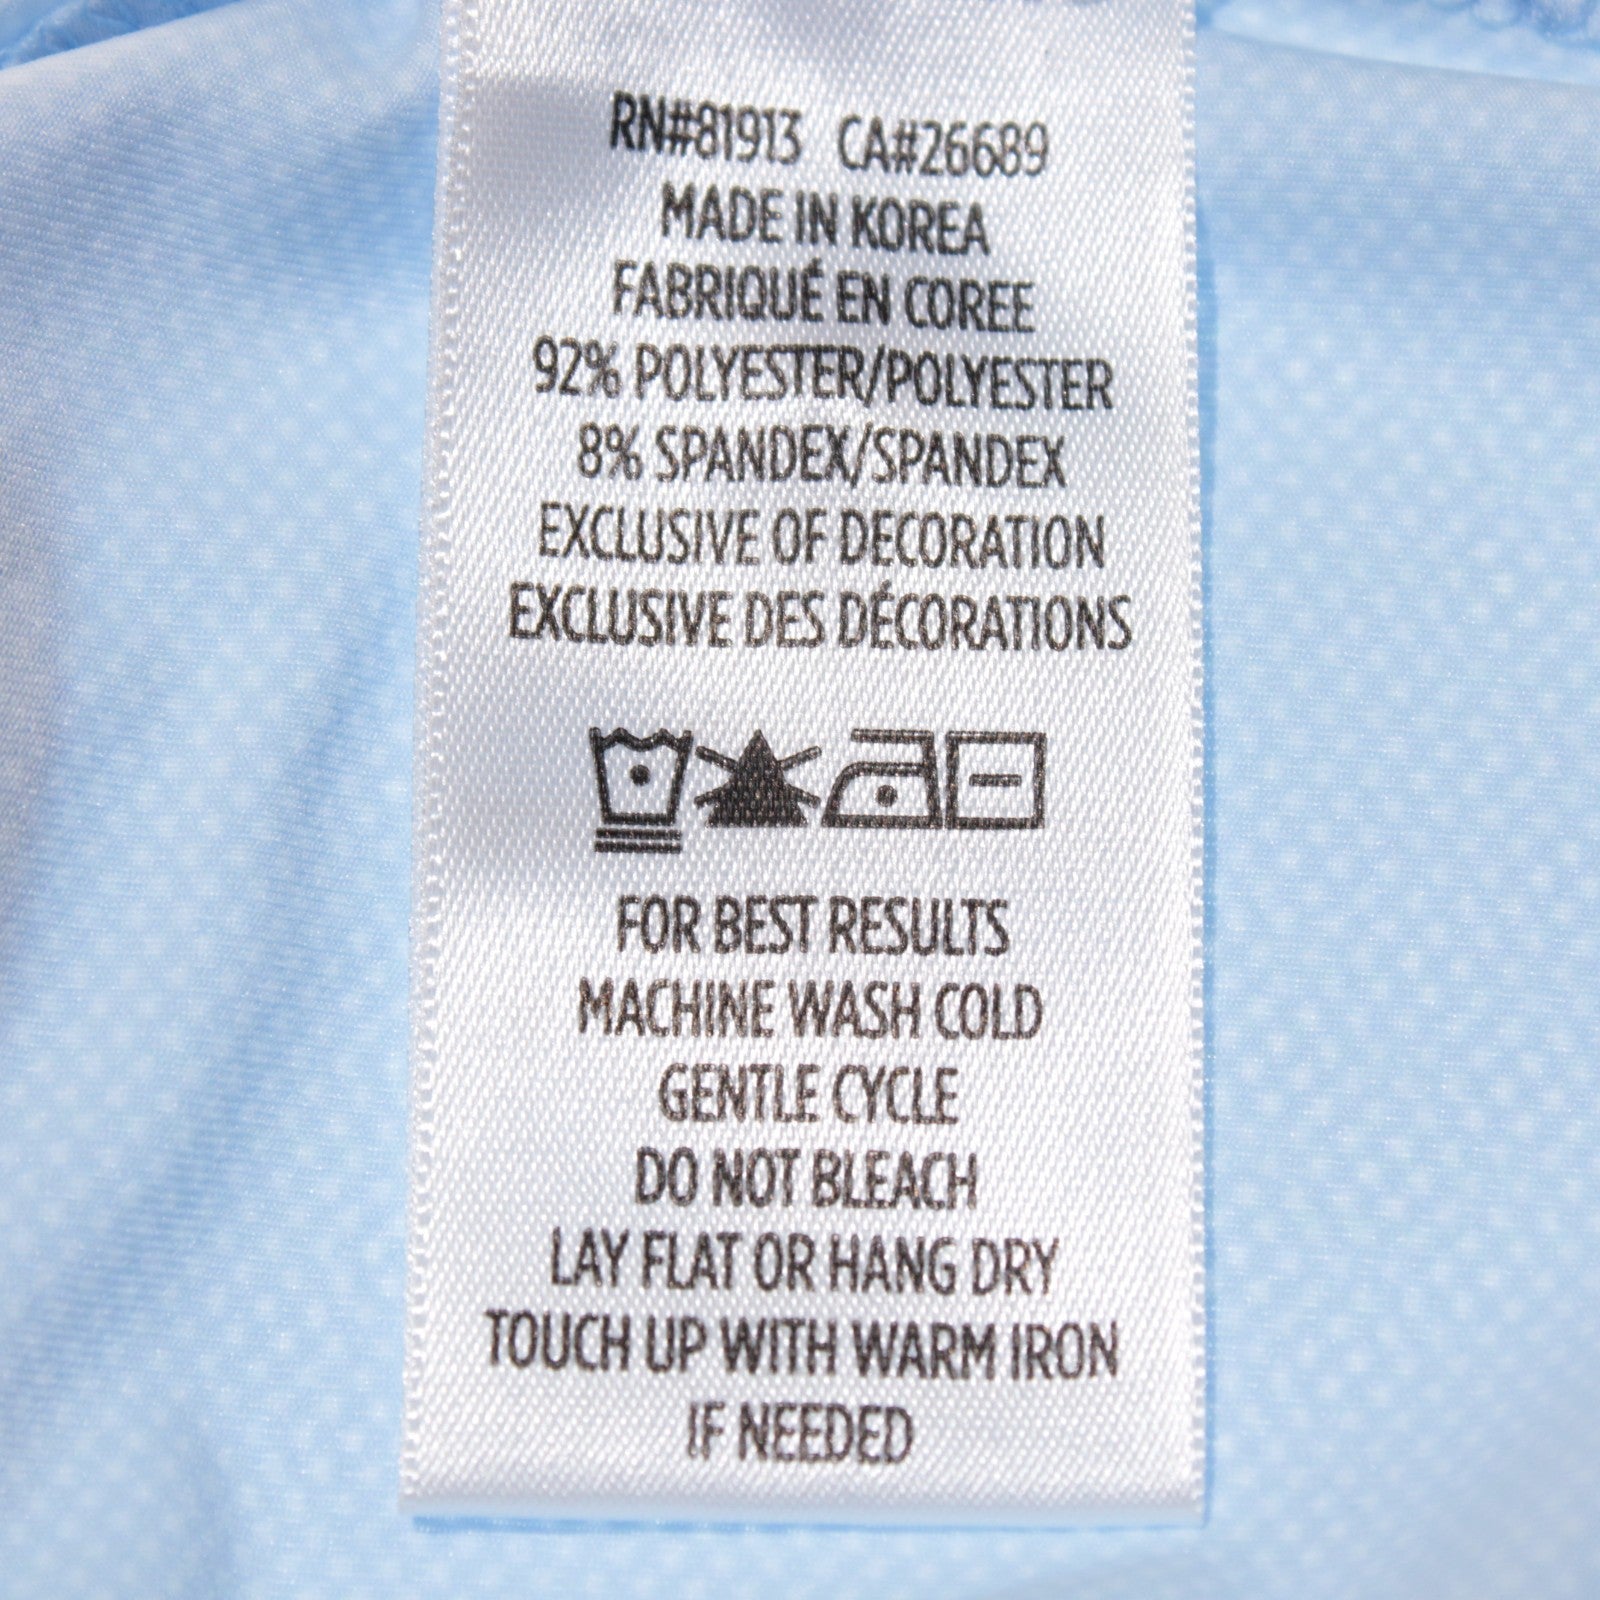 RN#81913 CA#26689
MADE IN KOREA
FABRIQUÉ EN COREE
92% POLYESTER/POLYESTER
8% SPANDEX/SPANDEX
EXCLUSIVE OF DECORATION
EXCLUSIVE DES DÉCORATIONS
FOR BEST RESULTS
MACHINE WASH COLD
GENTLE CYCLE
DO NOT BLEACH
LAY FLAT OR HANG DRY
TOUCH UP WITH WARM IRON
IF NEEDED